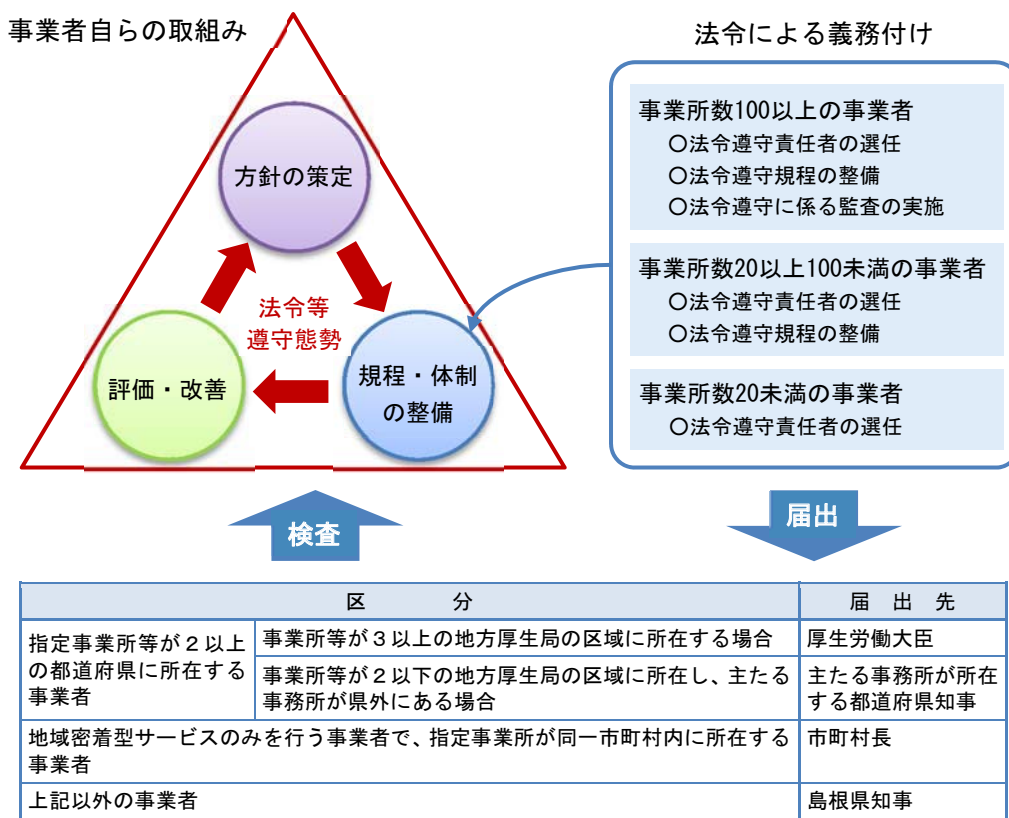 事業者自らの取組み
方針の策定
法令等
遵守態勢
評価・改善
規程・体制
の整備
法令による義務付け
事業所数100以上の事業者
○法令遵守責任者の選任
○法令遵守規程の整備
○法令遵守に係る監査の実施
事業所数20以上100未満の事業者
○法令遵守責任者の選任
○法令遵守規程の整備
事業所数20未満の事業者
○法令遵守責任者の選任
検査
届出
区　　　分
届　出　先
指定事業所等が２以上
の都道府県に所在する
事業者
事業所等が３以上の地方厚生局の区域に所在する場合
厚生労働大臣
事業所等が２以下の地方厚生局の区域に所在し、主たる
事務所が県外にある場合
主たる事務所が所在
する都道府県知事
地域密着型サービスのみを行う事業者で、指定事業所が同一市町村内に所在する
事業者
市町村長
上記以外の事業者
島根県知事